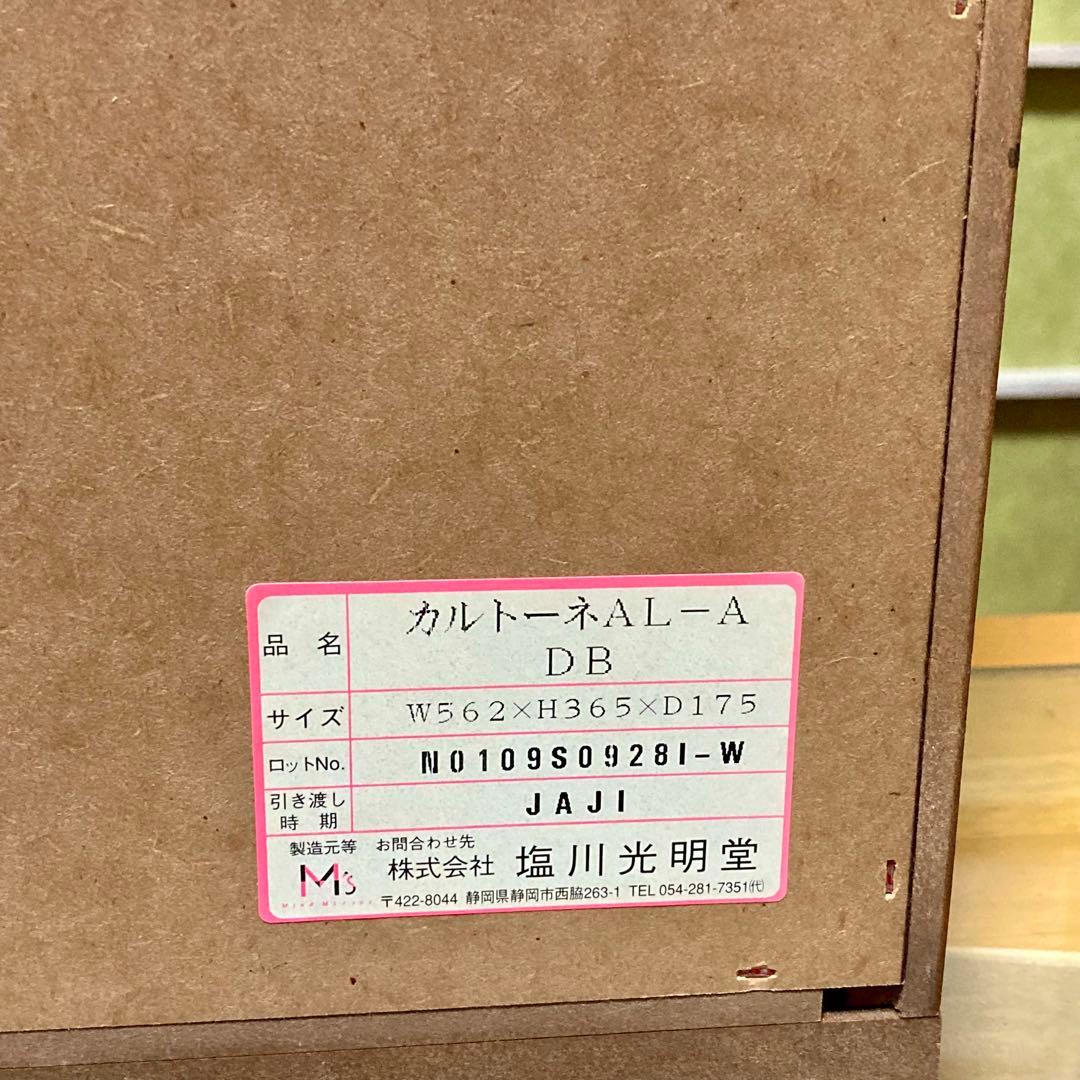 品 名 カルトーネAL-A
DB
サイズ W562×H365×D175
ロットNo. N0109S0928I-W
引き渡し
時 期 JAJI
製造元等 お問合わせ先
M's 株式会社 塩川光明堂
Mind Mirror 〒422-8044 静岡県静岡市西脇263-1 TEL 054-281-7351㈹